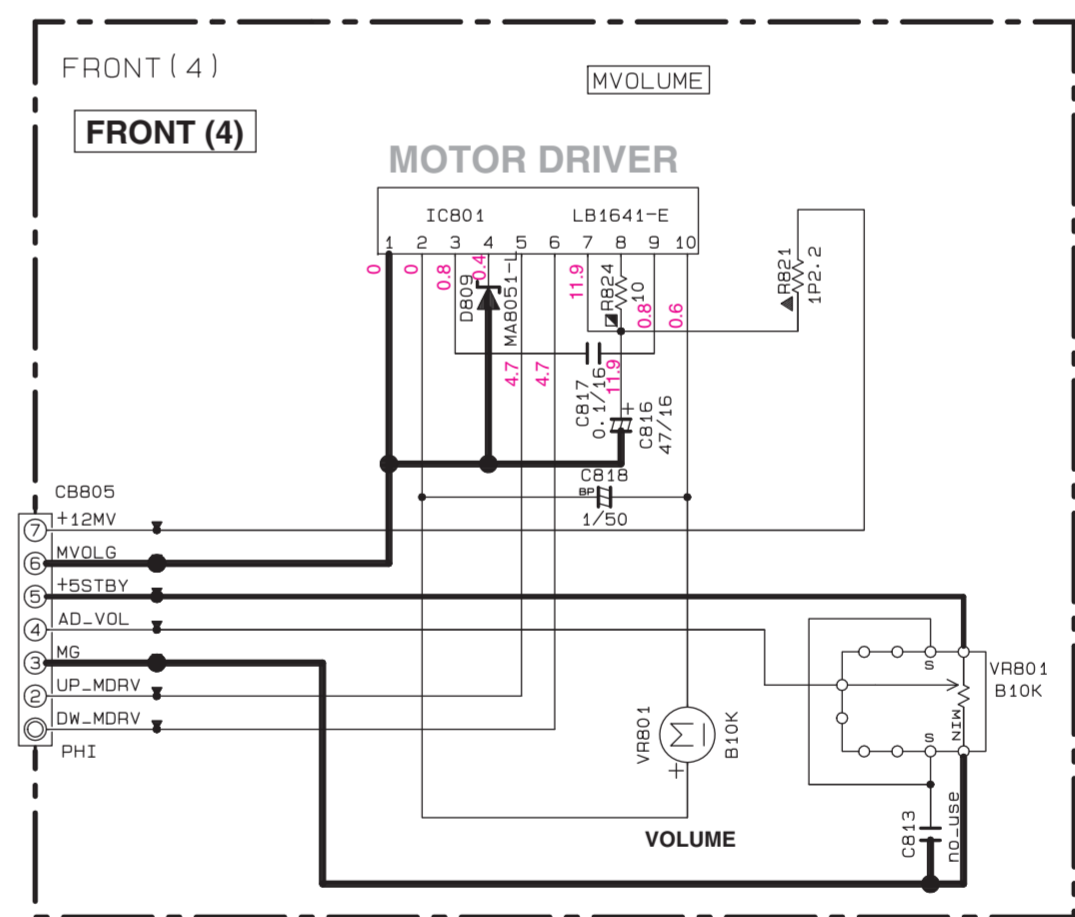 FRONT(4)
MVOLUME
FRONT (4)
MOTOR DRIVER
IC801 LB1641-E
1 2 3 4 5 6 7 8 9 10
0
0
0.8
0.4
D809
MA8051-L
11.9
R824
10
0.8
0.6
R821
1P2.2
4.7
4.7
C817
0.1/16
11.9
+
C816
47/16
C818
BP
1/50
CB805
7 +12MV
6 MVOLG
5 +5STBY
4 AD_VOL
3 MG
2 UP_MDRV
DW_MDRV
PHI
VR801
M
+
B10K
VOLUME
S
VR801
B10K
MIN
S
C813
no_use